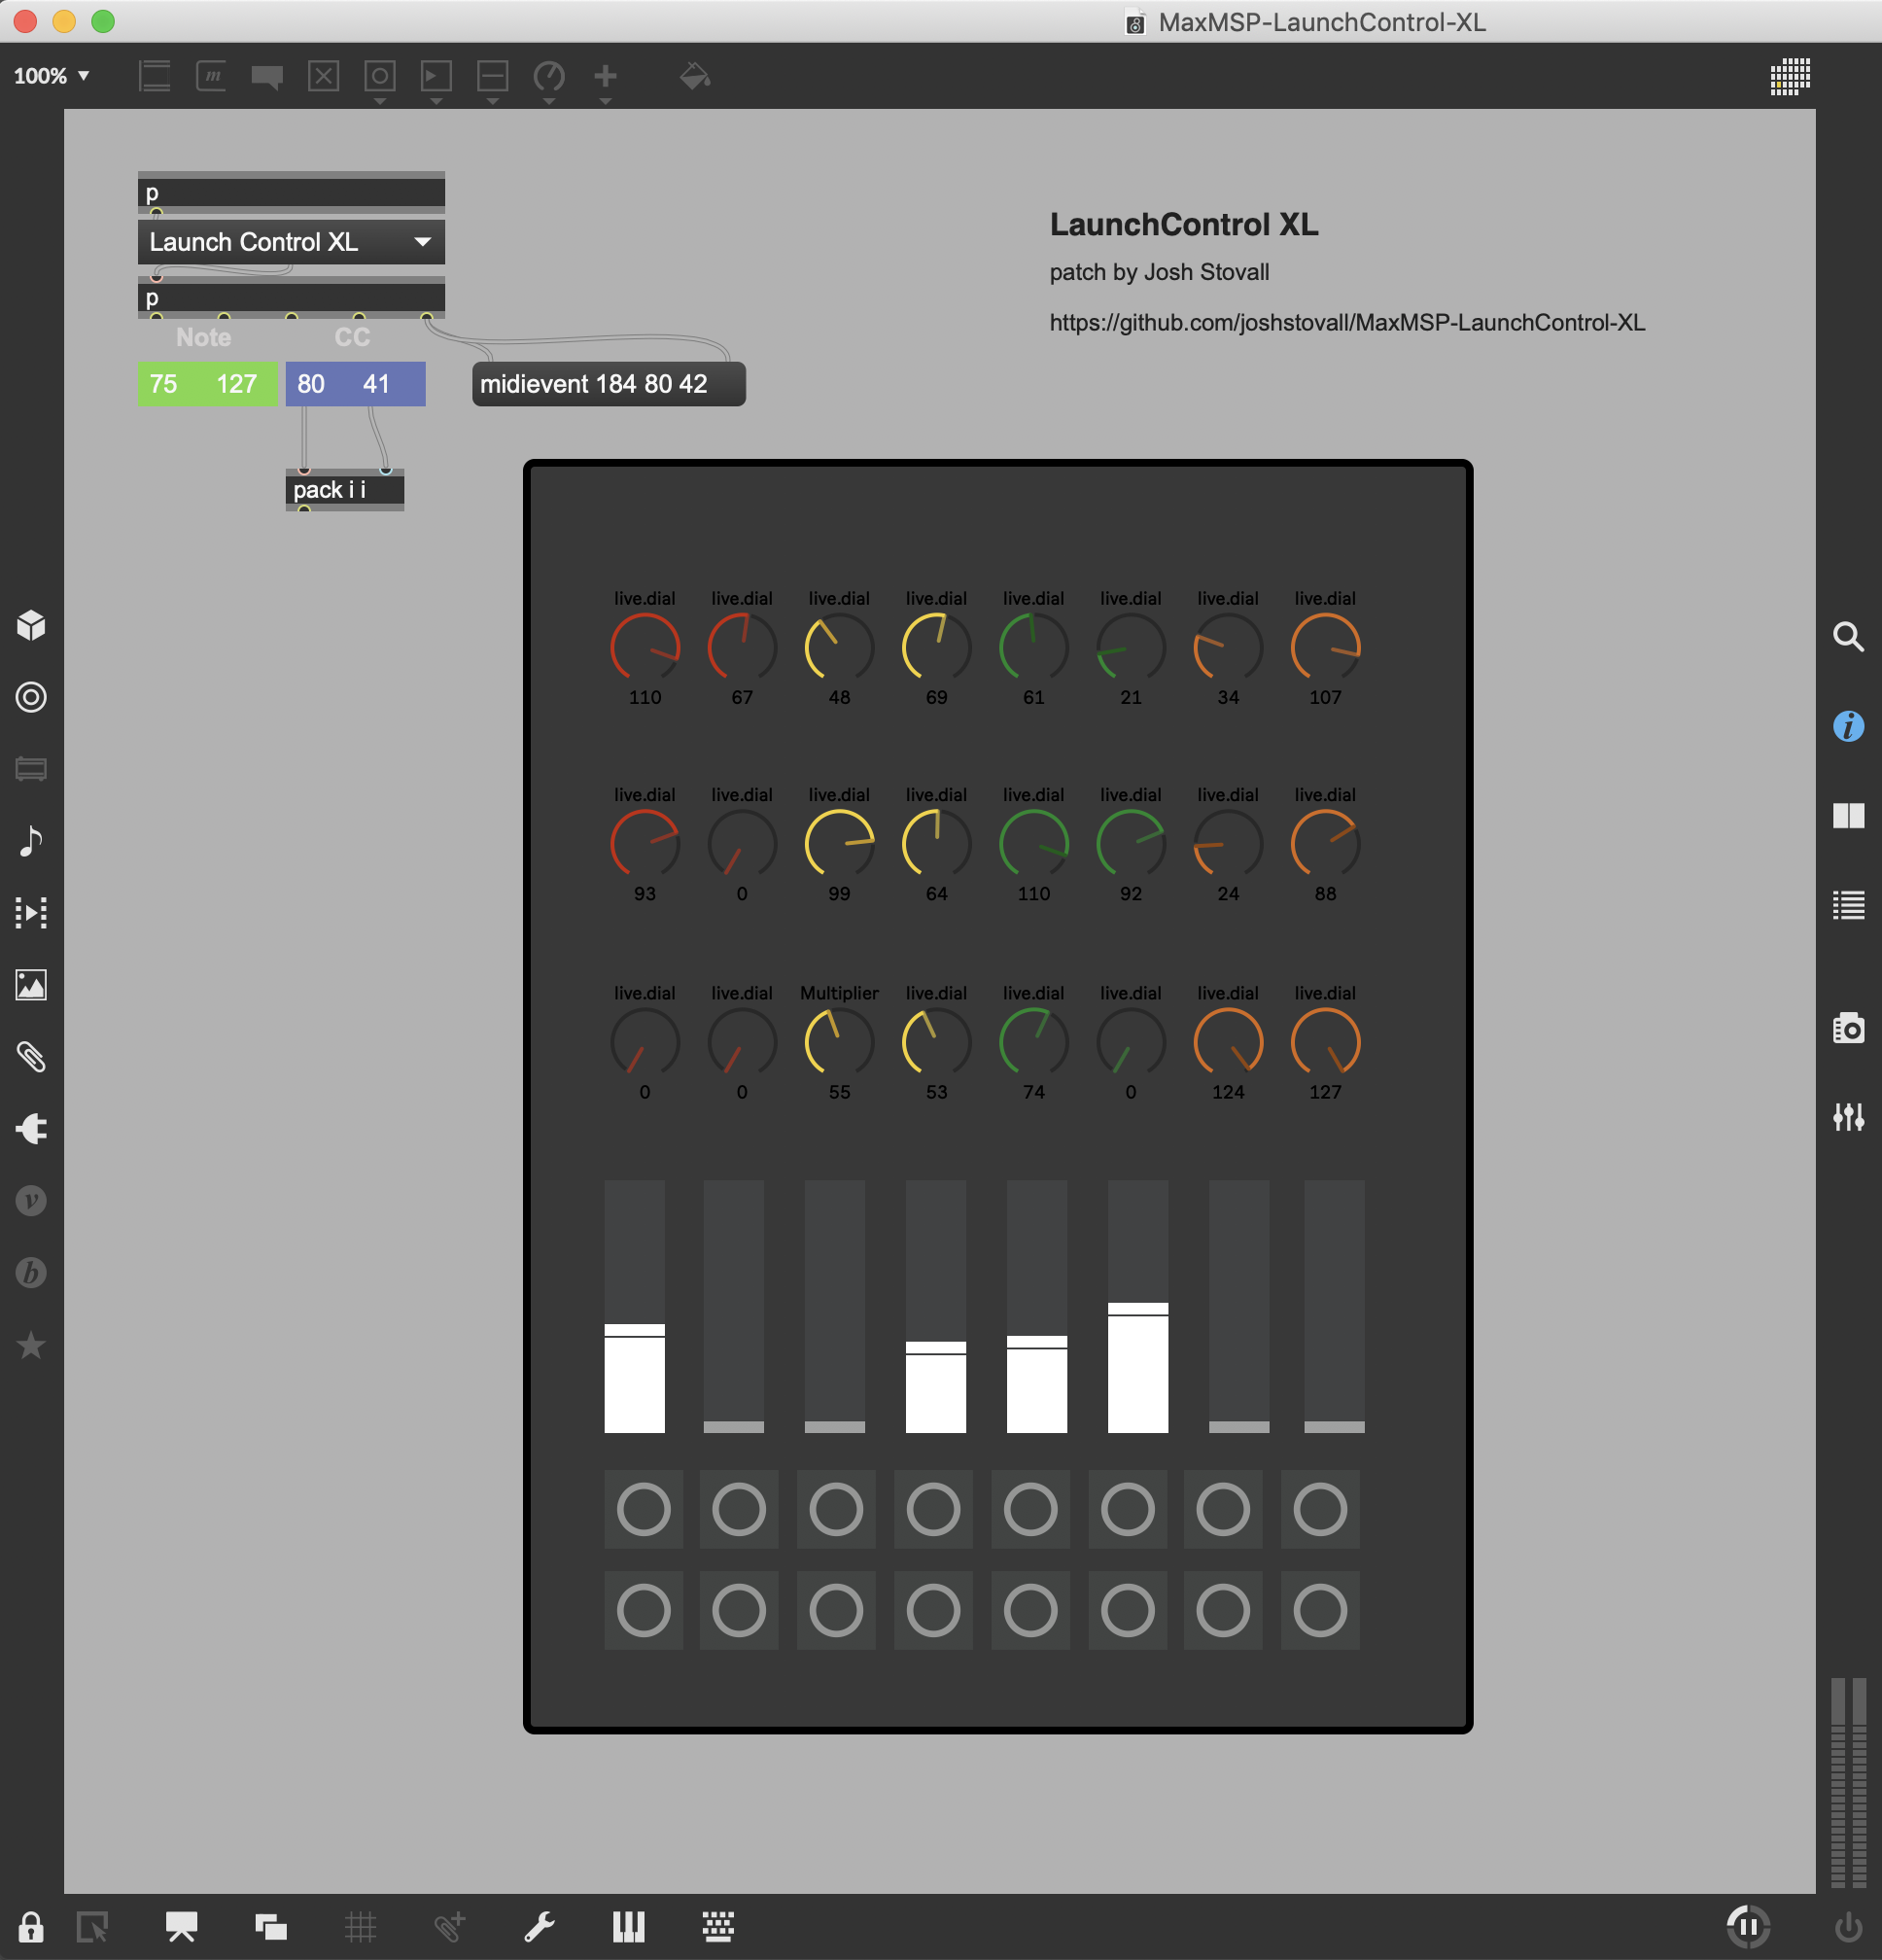 MaxMSP-LaunchControl-XL
100%
m
p
Launch Control XL
p
Note CC
75 127 80 41
midievent 184 80 42
pack i i
LaunchControl XL
patch by Josh Stovall
https://github.com/joshstovall/MaxMSP-LaunchControl-XL
live.dial live.dial live.dial live.dial live.dial live.dial live.dial live.dial
110 67 48 69 61 21 34 107
live.dial live.dial live.dial live.dial live.dial live.dial live.dial live.dial
93 0 99 64 110 92 24 88
live.dial live.dial Multiplier live.dial live.dial live.dial live.dial live.dial
0 0 55 53 74 0 124 127
i
v
b